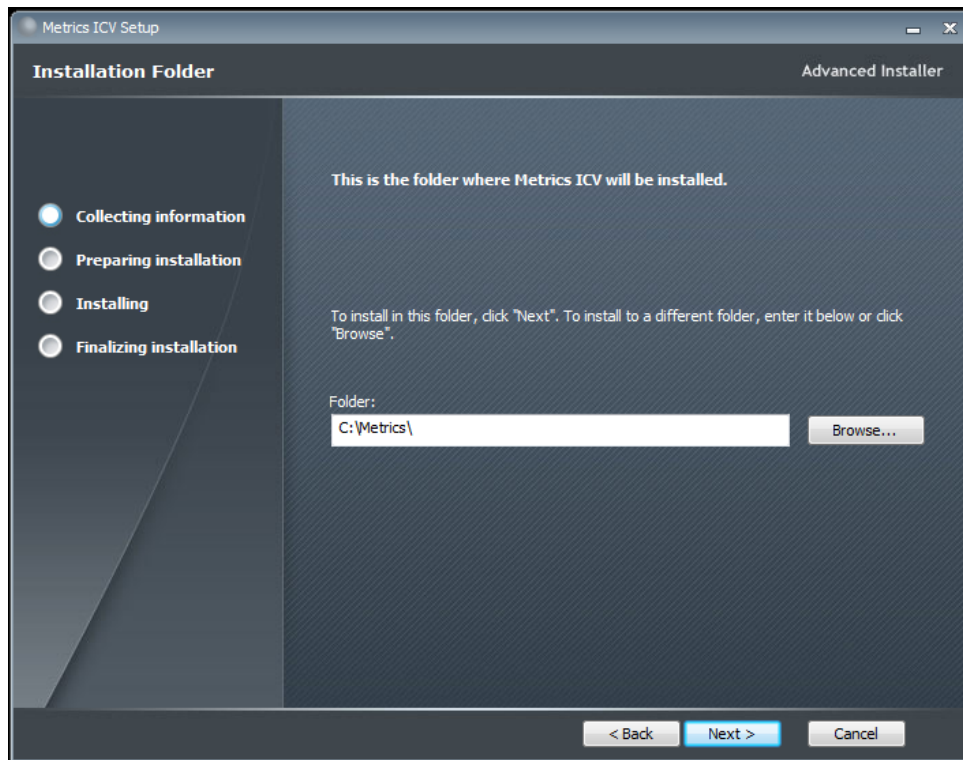 Metrics ICV Setup
Installation Folder
Advanced Installer
Collecting information
Preparing installation
Installing
Finalizing installation
This is the folder where Metrics ICV will be installed.
To install in this folder, click "Next". To install to a different folder, enter it below or click
"Browse".
Folder:
C:\Metrics\
Browse...
< Back
Next >
Cancel